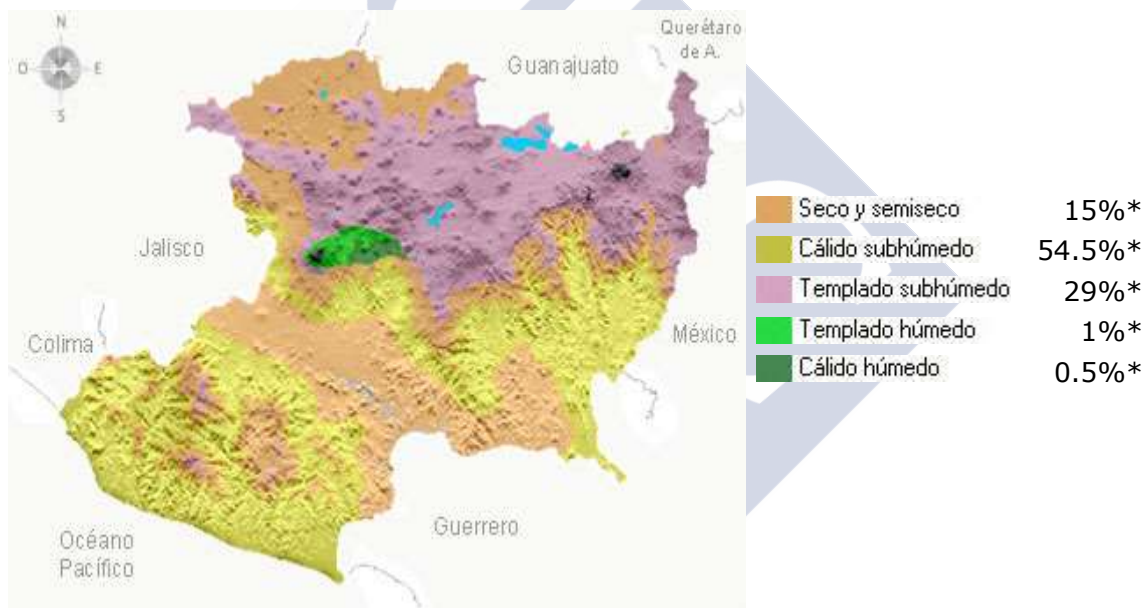 N
O
E
S
Querétaro
de A.
Guanajuato
Jalisco
Colima
México
Guerrero
Océano
Pacífico
Seco y semiseco 15%*
Cálido subhúmedo 54.5%*
Templado subhúmedo 29%*
Templado húmedo 1%*
Cálido húmedo 0.5%*